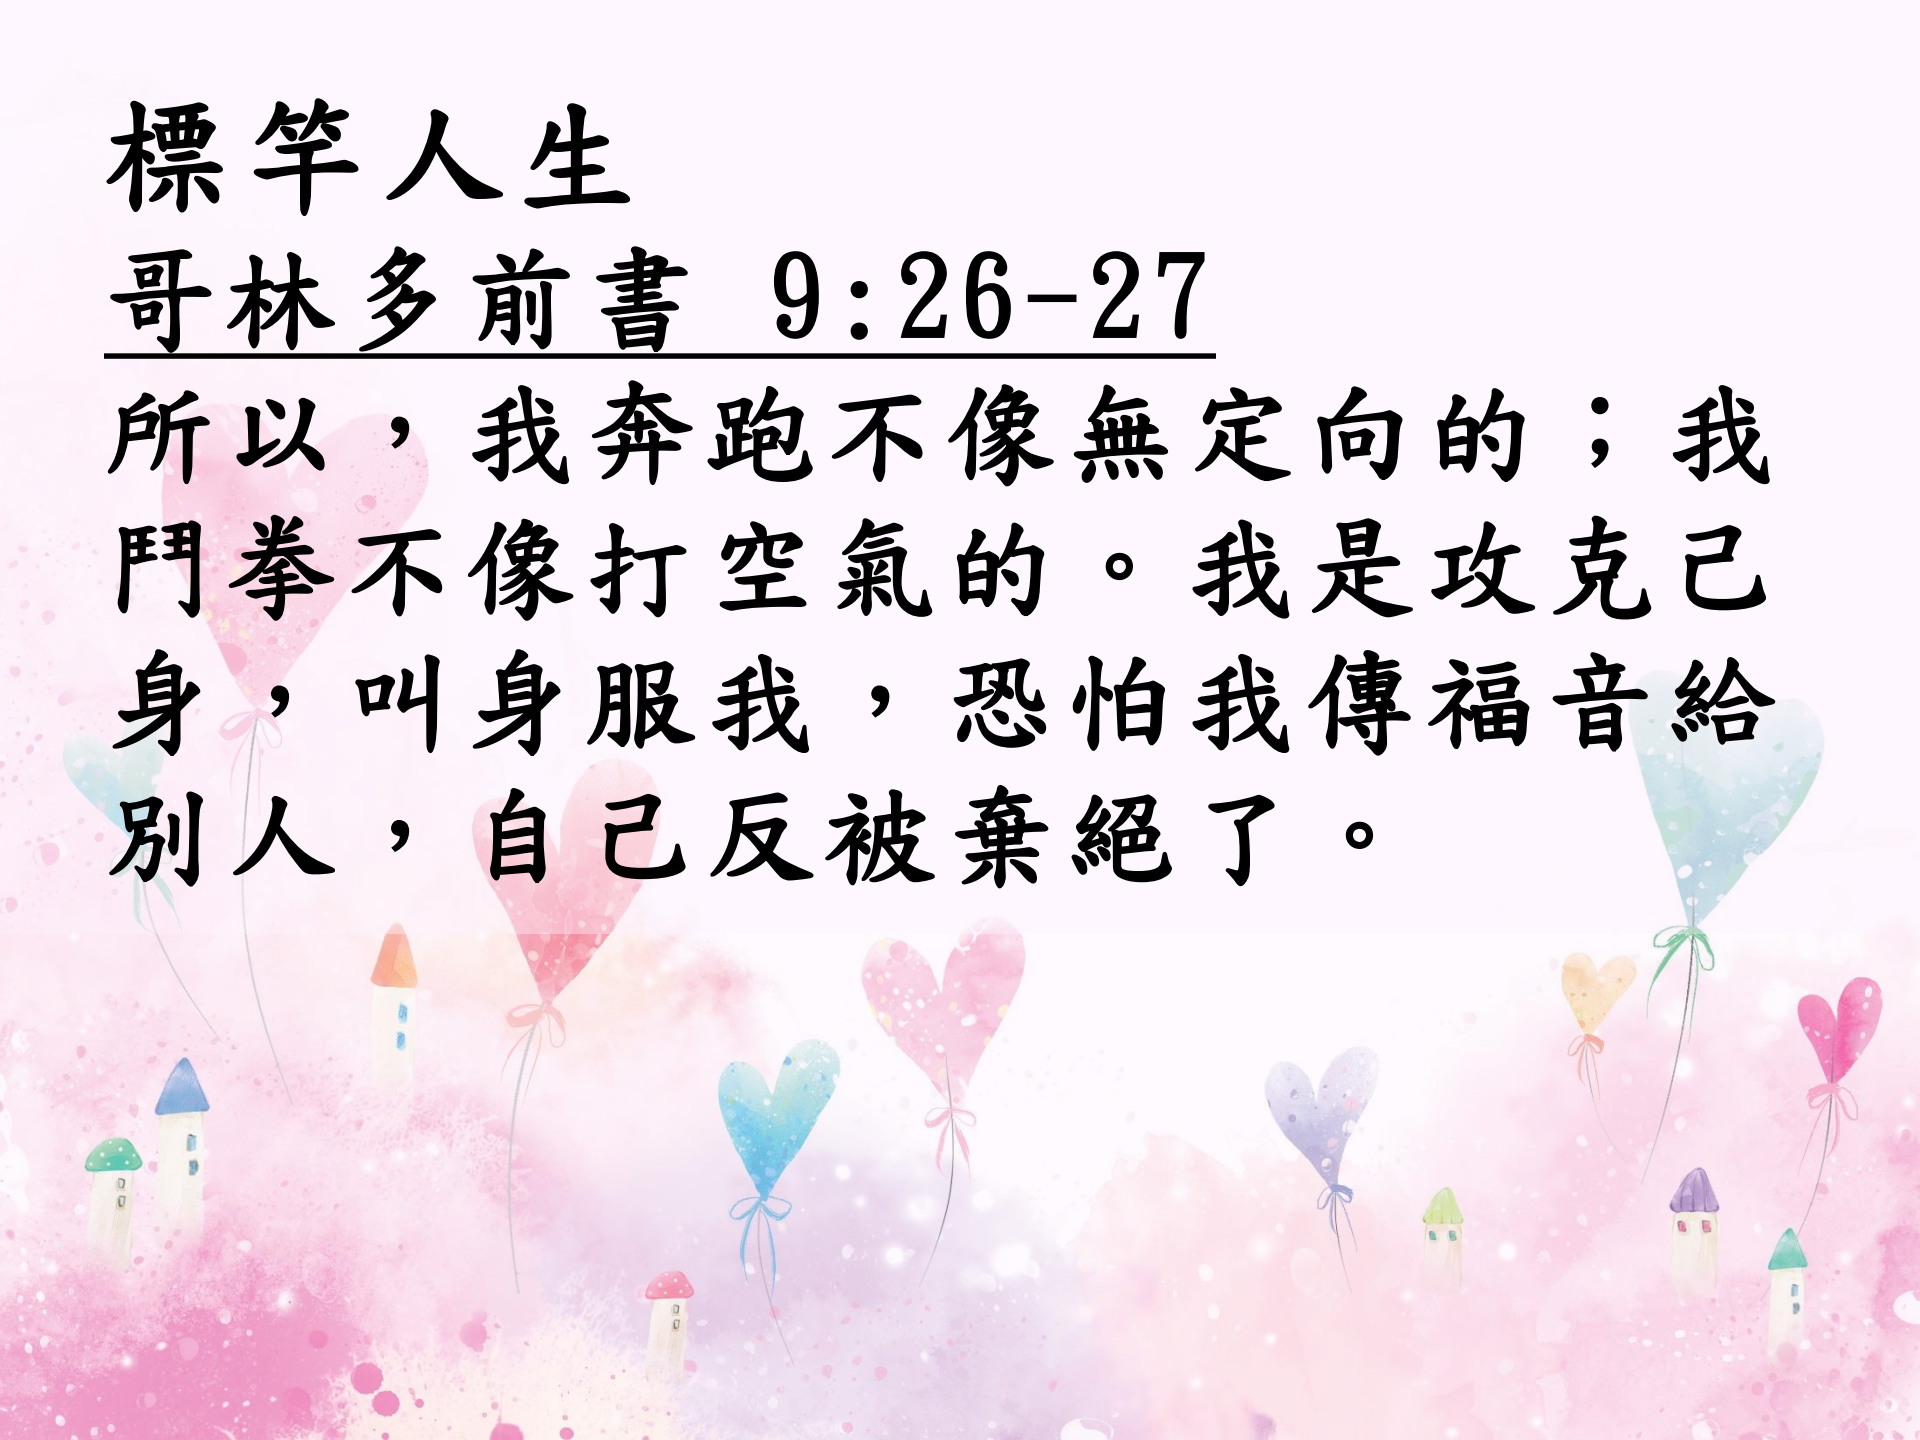 標竿人生
哥林多前書 9:26-27
所以，我奔跑不像無定向的；我
鬥拳不像打空氣的。我是攻克己
身，叫身服我，恐怕我傳福音給
別人，自己反被棄絕了。